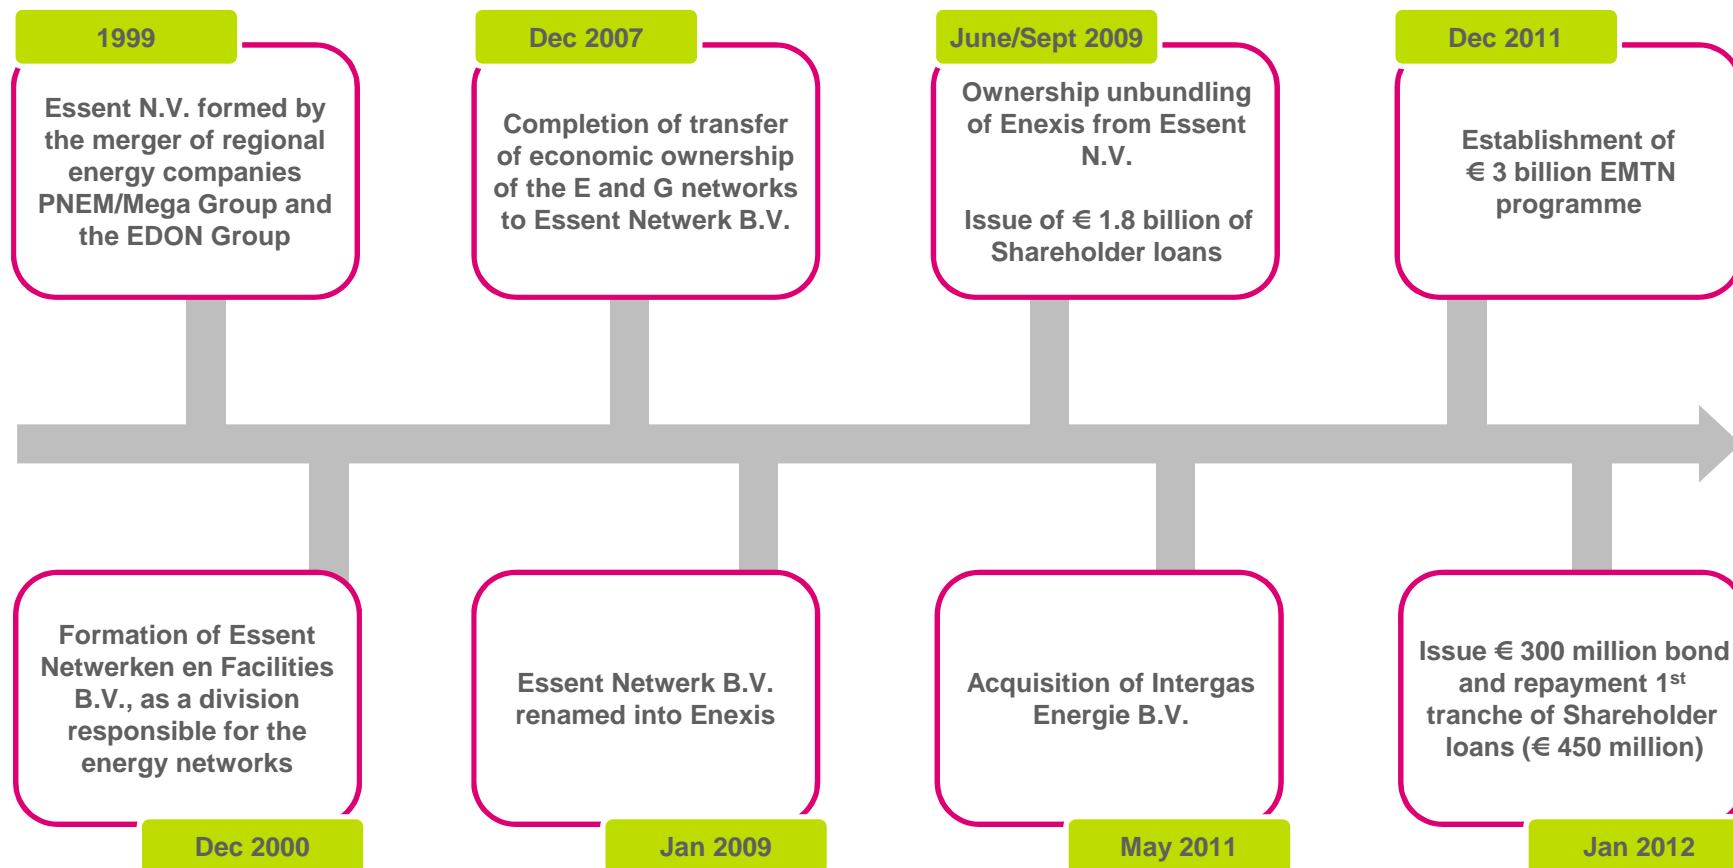 1999
Essent N.V. formed by
the merger of regional
energy companies
PNEM/Mega Group and
the EDON Group
Dec 2007
Completion of transfer
of economic ownership
of the E and G networks
to Essent Netwerk B.V.
June/Sept 2009
Ownership unbundling
of Enexis from Essent
N.V.
Issue of € 1.8 billion of
Shareholder loans
Dec 2011
Establishment of
€ 3 billion EMTN
programme
Formation of Essent
Netwerken en Facilities
B.V., as a division
responsible for the
energy networks
Dec 2000
Essent Netwerk B.V.
renamed into Enexis
Jan 2009
Acquisition of Intergas
Energie B.V.
May 2011
Issue € 300 million bond
and repayment 1st
tranche of Shareholder
loans (€ 450 million)
Jan 2012